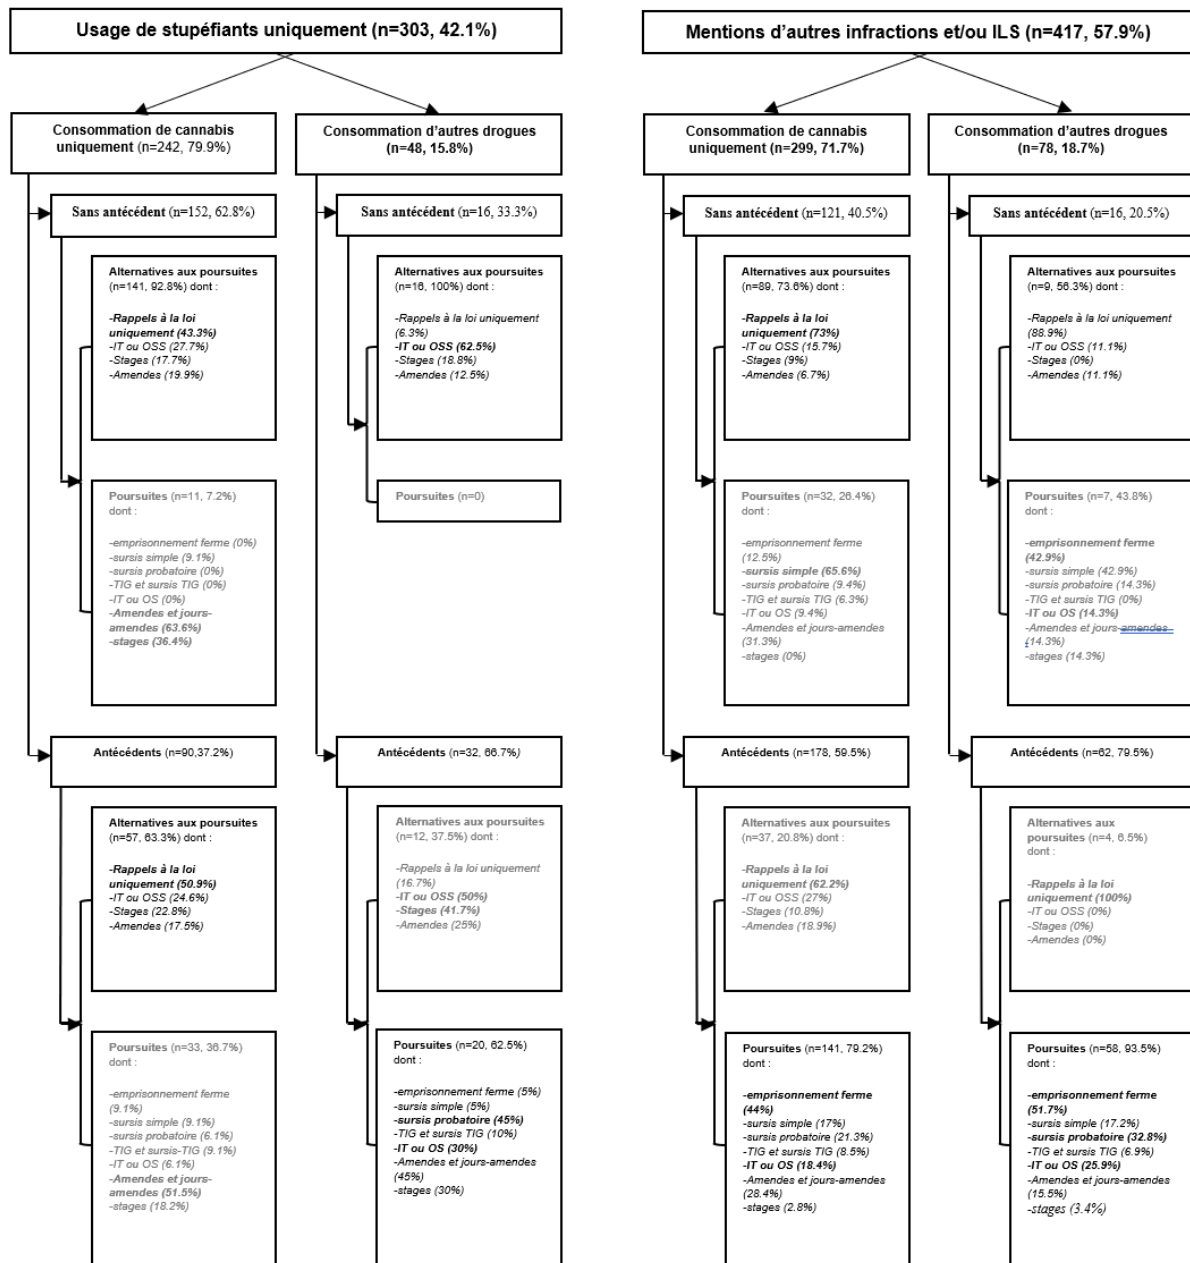 Usage de stupéfiants uniquement (n=303, 42.1%)
Consommation de cannabis
uniquement (n=242, 79.9%)
Sans antécédent (n=152, 62.8%)
Alternatives aux poursuites
(n=141, 92.8%) dont :
-Rappels à la loi
uniquement (43.3%)
-IT ou OSS (27.7%)
-Stages (17.7%)
-Amendes (19.9%)
Poursuites (n=11, 7.2%)
dont :
-emprisonnement ferme (0%)
-sursis simple (9.1%)
-sursis probatoire (0%)
-TIG et sursis TIG (0%)
-IT ou OS (0%)
-Amendes et jours-
amendes (63.6%)
-stages (36.4%)
Antécédents (n=90,37.2%)
Alternatives aux poursuites
(n=57, 63.3%) dont :
-Rappels à la loi
uniquement (50.9%)
-IT ou OSS (24.6%)
-Stages (22.8%)
-Amendes (17.5%)
Poursuites (n=33, 36.7%)
dont :
-emprisonnement ferme
(9.1%)
-sursis simple (9.1%)
-sursis probatoire (6.1%)
-TIG et sursis-TIG (9.1%)
-IT ou OS (6.1%)
-Amendes et jours-
amendes (51.5%)
-stages (18.2%)
Consommation d'autres drogues
(n=48, 15.8%)
Sans antécédent (n=16, 33.3%)
Alternatives aux poursuites
(n=16, 100%) dont :
-Rappels à la loi uniquement
(6.3%)
-IT ou OSS (62.5%)
-Stages (18.8%)
-Amendes (12.5%)
Poursuites (n=0)
Antécédents (n=32, 66.7%)
Alternatives aux poursuites
(n=12, 37.5%) dont :
-Rappels à la loi uniquement
(16.7%)
-IT ou OSS (50%)
-Stages (41.7%)
-Amendes (25%)
Poursuites (n=20, 62.5%)
dont :
-emprisonnement ferme (5%)
-sursis simple (5%)
-sursis probatoire (45%)
-TIG et sursis TIG (10%)
-IT ou OS (30%)
-Amendes et jours-amendes
(45%)
-stages (30%)
Mentions d'autres infractions et/ou ILS (n=417, 57.9%)
Consommation de cannabis
uniquement (n=299, 71.7%)
Sans antécédent (n=121, 40.5%)
Alternatives aux poursuites
(n=89, 73.6%) dont :
-Rappels à la loi
uniquement (73%)
-IT ou OSS (15.7%)
-Stages (9%)
-Amendes (6.7%)
Poursuites (n=32, 26.4%)
dont :
-emprisonnement ferme
(12.5%)
-sursis simple (65.6%)
-sursis probatoire (9.4%)
-TIG et sursis TIG (6.3%)
-IT ou OS (9.4%)
-Amendes et jours-amendes
(31.3%)
-stages (0%)
Antécédents (n=178, 59.5%)
Alternatives aux poursuites
(n=37, 20.8%) dont :
-Rappels à la loi
uniquement (62.2%)
-IT ou OSS (27%)
-Stages (10.8%)
-Amendes (18.9%)
Poursuites (n=141, 79.2%)
dont :
-emprisonnement ferme
(44%)
-sursis simple (17%)
-sursis probatoire (21.3%)
-TIG et sursis TIG (8.5%)
-IT ou OS (18.4%)
-Amendes et jours-amendes
(28.4%)
-stages (2.8%)
Consommation d'autres drogues
(n=78, 18.7%)
Sans antécédent (n=16, 20.5%)
Alternatives aux poursuites
(n=9, 56.3%) dont :
-Rappels à la loi uniquement
(88.9%)
-IT ou OSS (11.1%)
-Stages (0%)
-Amendes (11.1%)
Poursuites (n=7, 43.8%)
dont :
-emprisonnement ferme
(42.9%)
-sursis simple (42.9%)
-sursis probatoire (14.3%)
-TIG et sursis TIG (0%)
-IT ou OS (14.3%)
-Amendes et jours-amendes
(14.3%)
-stages (14.3%)
Antécédents (n=62, 79.5%)
Alternatives aux
poursuites (n=4, 6.5%)
dont :
-Rappels à la loi
uniquement (100%)
-IT ou OSS (0%)
-Stages (0%)
-Amendes (0%)
Poursuites (n=58, 93.5%)
dont :
-emprisonnement ferme
(51.7%)
-sursis simple (17.2%)
-sursis probatoire (32.8%)
-TIG et sursis TIG (6.9%)
-IT ou OS (25.9%)
-Amendes et jours-amendes
(15.5%)
-stages (3.4%)